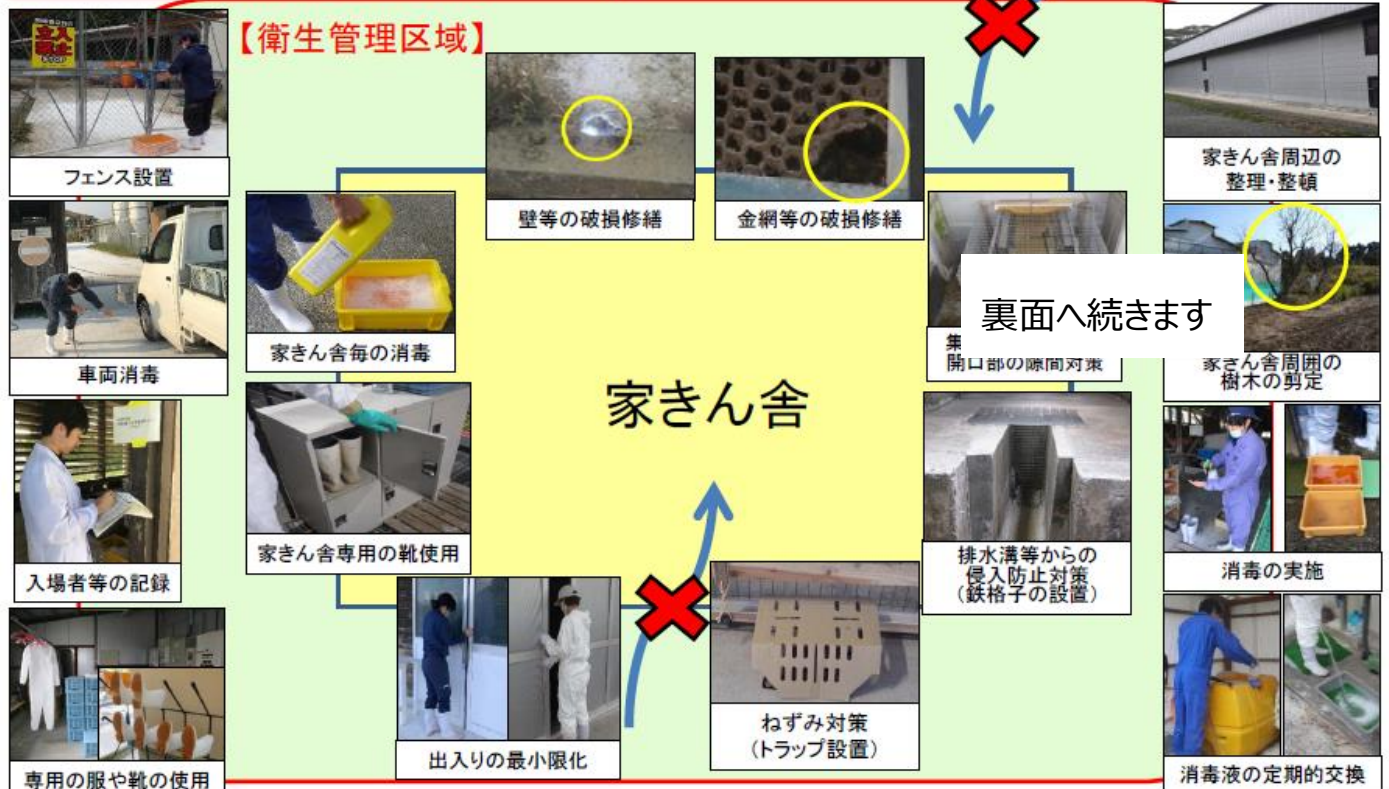 【衛生管理区域】
立入
禁止
フェンス設置
車両消毒
入場者等の記録
専用の服や靴の使用
壁等の破損修繕
金網等の破損修繕
家きん舎毎の消毒
家きん舎専用の靴使用
家きん舎
出入りの最小限化
ねずみ対策
(トラップ設置)
裏面へ続きます
集
開口部の隙間対策
排水溝等からの
侵入防止対策
(鉄格子の設置)
家きん舎周辺の
整理・整頓
家きん舎周囲の
樹木の剪定
消毒の実施
消毒液の定期的交換